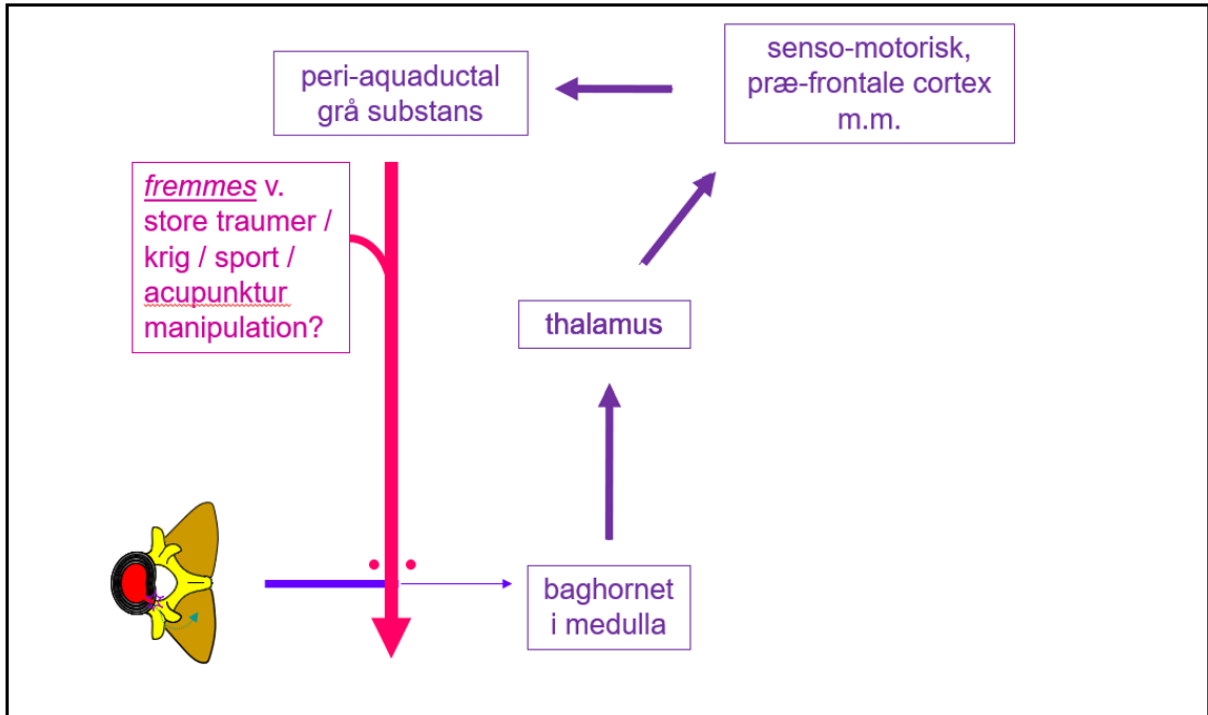 peri-aquaductal
grå substans
senso-motorisk,
præ-frontale cortex
m.m.
fremmes v.
store traumer /
krig / sport /
acupunktur
manipulation?
thalamus
baghornet
i medulla